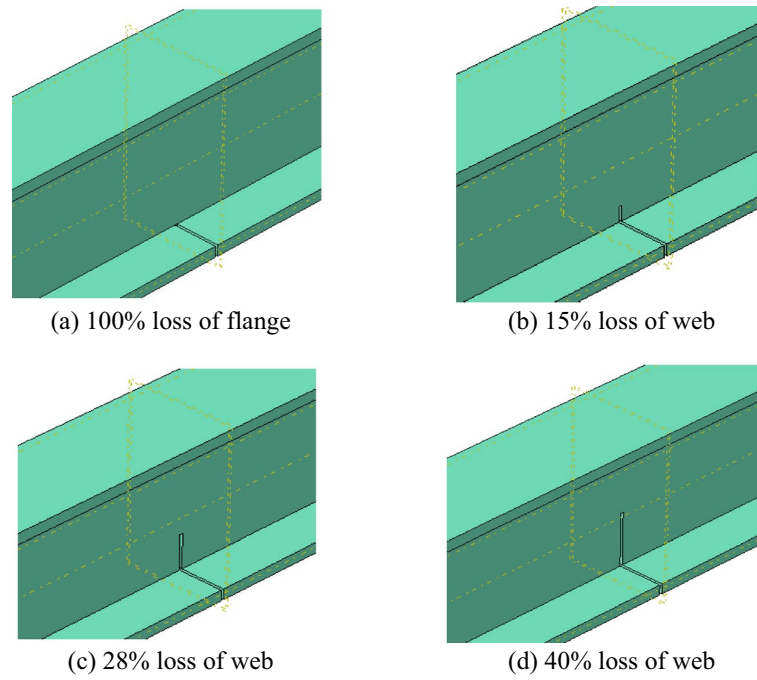 (a) 100% loss of flange
(b) 15% loss of web
(c) 28% loss of web
(d) 40% loss of web